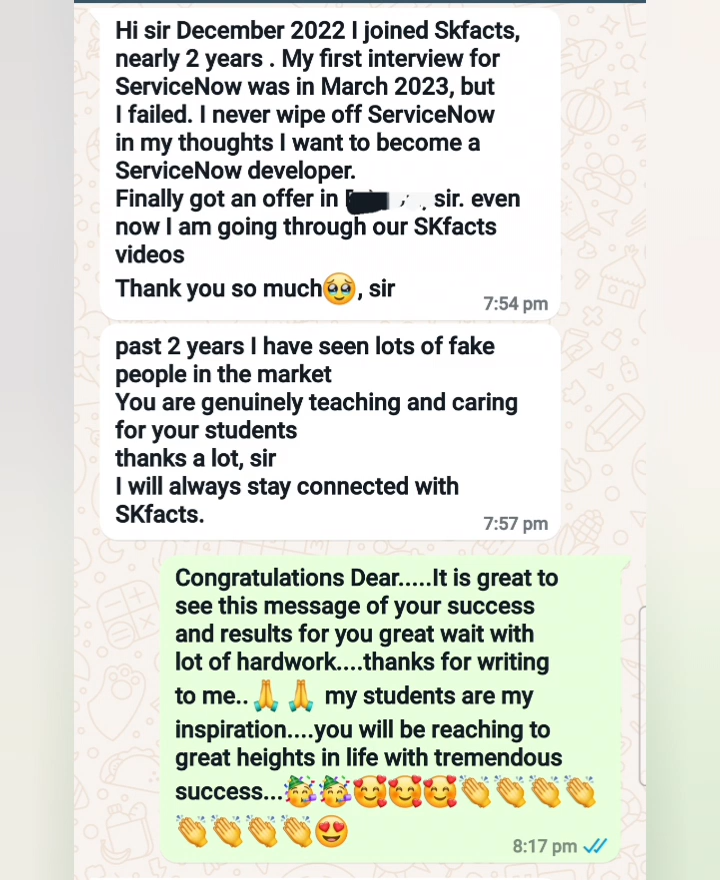 Hi sir December 2022 I joined Skfacts,
nearly 2 years . My first interview for
ServiceNow was in March 2023, but
I failed. I never wipe off ServiceNow
in my thoughts I want to become a
ServiceNow developer.
Finally got an offer in sir. even
now I am going through our SKfacts
videos
Thank you so much🥹, sir
7:54 pm
past 2 years I have seen lots of fake
people in the market
You are genuinely teaching and caring
for your students
thanks a lot, sir
I will always stay connected with
SKfacts.
7:57 pm
Congratulations Dear.....It is great to
see this message of your success
and results for you great wait with
lot of hardwork....thanks for writing
to me..🙏 🙏 my students are my
inspiration....you will be reaching to
great heights in life with tremendous
success...🥳🥳🥰🥰🥰👏👏👏👏
👏👏👏👏😍
8:17 pm